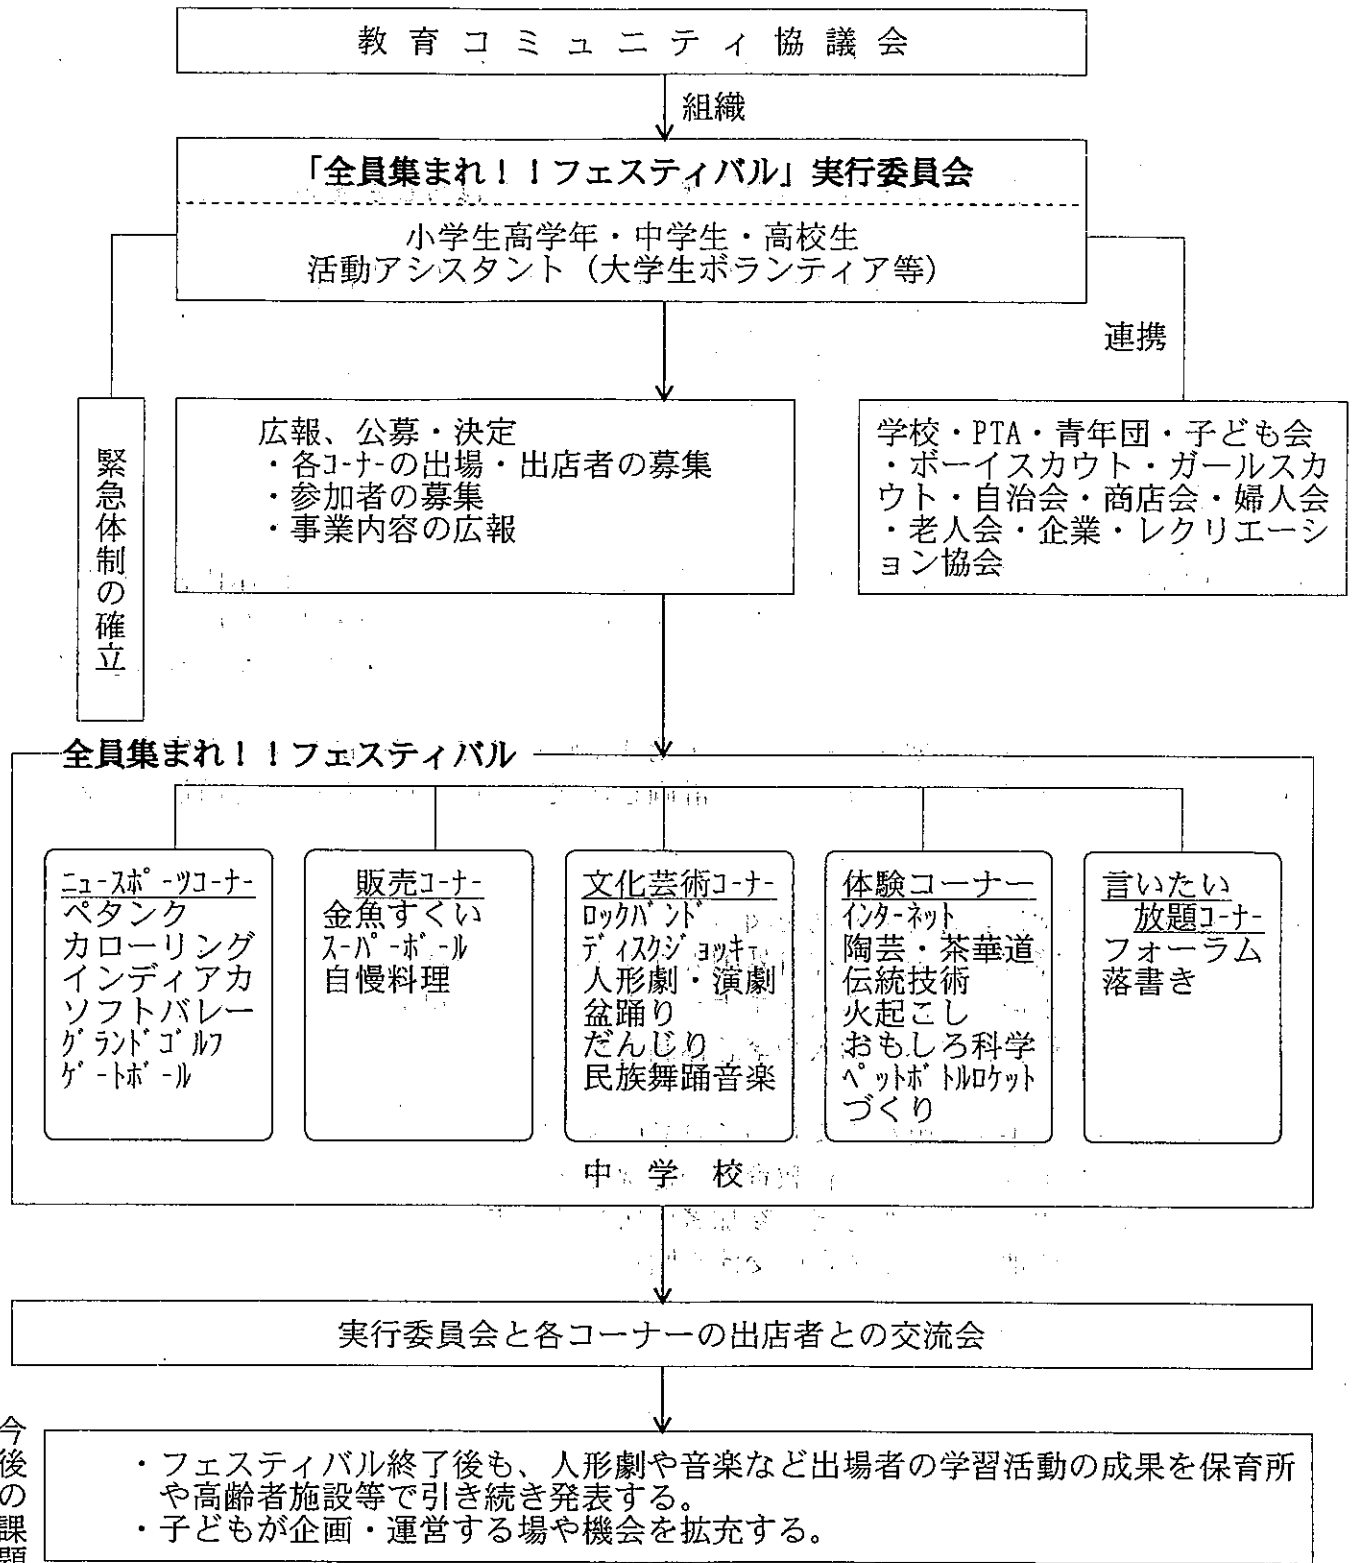 教育コミュニティ協議会
組織
「全員集まれ！！フェスティバル」実行委員会
小学生高学年・中学生・高校生
活動アシスタント（大学生ボランティア等）
連携
緊急体制の確立
広報、公募・決定
・各ｺｰﾅｰの出場・出店者の募集
・参加者の募集
・事業内容の広報
学校・PTA・青年団・子ども会
・ボーイスカウト・ガールスカ
ウト・自治会・商店会・婦人会
・老人会・企業・レクリエーシ
ョン協会
全員集まれ！！フェスティバル
ﾆｭｰｽﾎﾟｰﾂｺｰﾅｰ
ペタンク
カローリング
インディアカ
ソフトバレー
ｸﾞﾗﾝﾄﾞｺﾞﾙﾌ
ｹﾞｰﾄﾎﾞｰﾙ
販売ｺｰﾅｰ
金魚すくい
ｽｰﾊﾟｰﾎﾞｰﾙ
自慢料理
文化芸術ｺｰﾅｰ
ﾛｯｸﾊﾞﾝﾄﾞ
ﾃﾞｨｽｸｼﾞｮｯｷｰ
人形劇・演劇
盆踊り
だんじり
民族舞踊音楽
体験コーナー
ｲﾝﾀｰﾈｯﾄ
陶芸・茶華道
伝統技術
火起こし
おもしろ科学
ﾍﾟｯﾄﾎﾞﾄﾙﾛｹｯﾄ
づくり
言いたい
放題ｺｰﾅｰ
フォーラム
落書き
中学校
実行委員会と各コーナーの出店者との交流会
今後の課題
・フェスティバル終了後も、人形劇や音楽など出場者の学習活動の成果を保育所
や高齢者施設等で引き続き発表する。
・子どもが企画・運営する場や機会を拡充する。